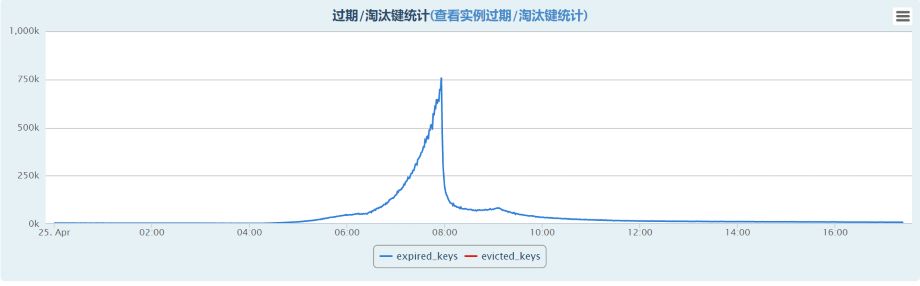 过期/淘汰键统计(查看实例过期/淘汰键统计)
1,000k
750k
500k
250k
0k
25. Apr 02:00 04:00 06:00 08:00 10:00 12:00 14:00 16:00
expired_keys evicted_keys